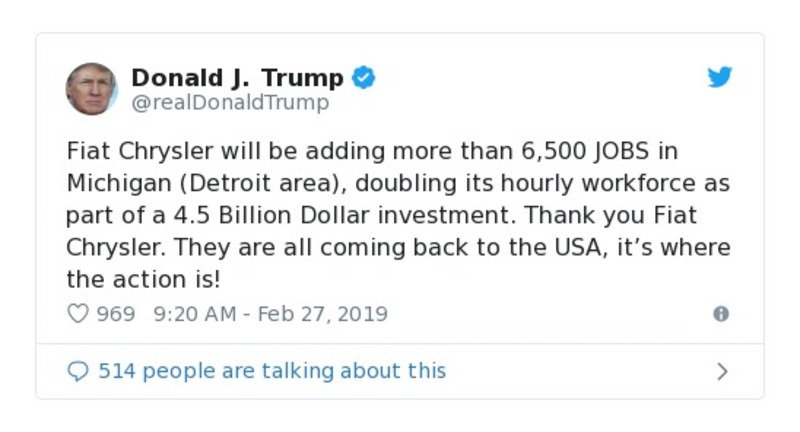 Donald J. Trump
@realDonaldTrump
Fiat Chrysler will be adding more than 6,500 JOBS in
Michigan (Detroit area), doubling its hourly workforce as
part of a 4.5 Billion Dollar investment. Thank you Fiat
Chrysler. They are all coming back to the USA, it’s where
the action is!
969 9:20 AM - Feb 27, 2019
514 people are talking about this